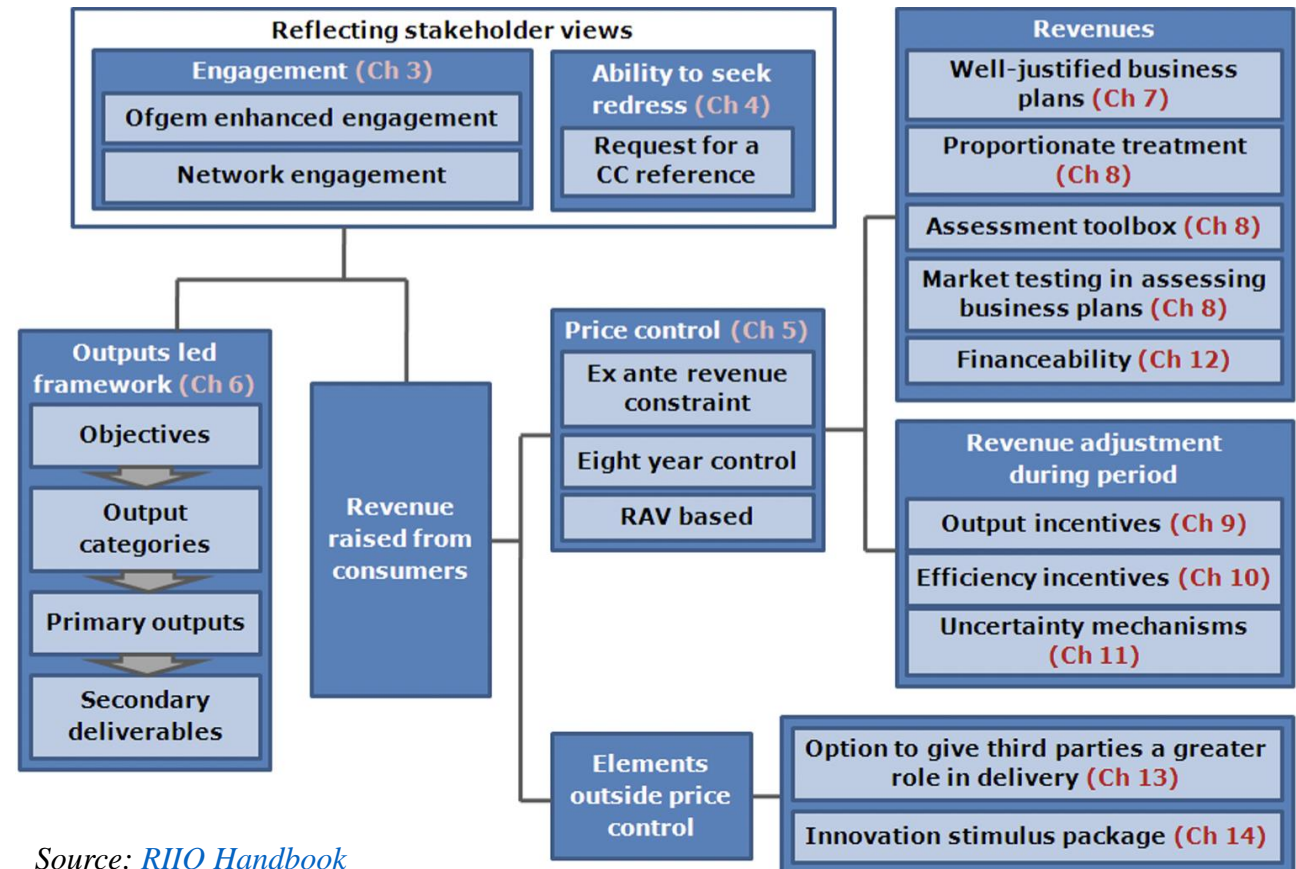 Reflecting stakeholder views
Engagement (Ch 3)
Ofgem enhanced engagement
Network engagement
Ability to seek
redress (Ch 4)
Request for a
CC reference
Outputs led
framework (Ch 6)
Objectives
Output
categories
Primary outputs
Secondary
deliverables
Revenue
raised from
consumers
Price control (Ch 5)
Ex ante revenue
constraint
Eight year control
RAV based
Elements
outside price
control
Revenues
Well-justified business
plans (Ch 7)
Proportionate treatment
(Ch 8)
Assessment toolbox (Ch 8)
Market testing in assessing
business plans (Ch 8)
Financeability (Ch 12)
Revenue adjustment
during period
Output incentives (Ch 9)
Efficiency incentives (Ch 10)
Uncertainty mechanisms
(Ch 11)
Option to give third parties a greater
role in delivery (Ch 13)
Innovation stimulus package (Ch 14)
Source: RIIO Handbook